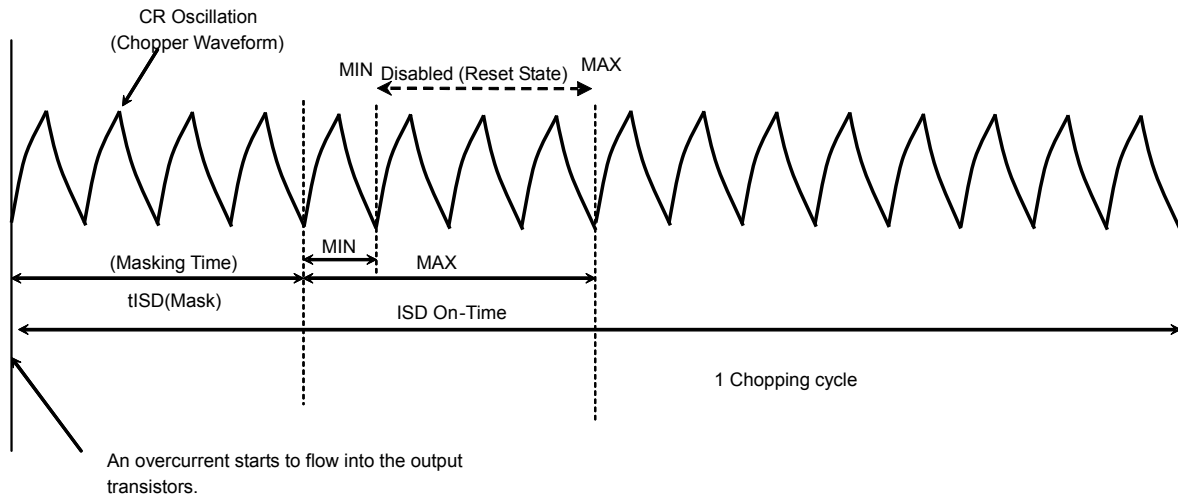 CR Oscillation
(Chopper Waveform)
MIN
Disabled (Reset State)
MAX
MIN
(Masking Time)
MAX
tISD(Mask)
ISD On-Time
1 Chopping cycle
An overcurrent starts to flow into the output
transistors.